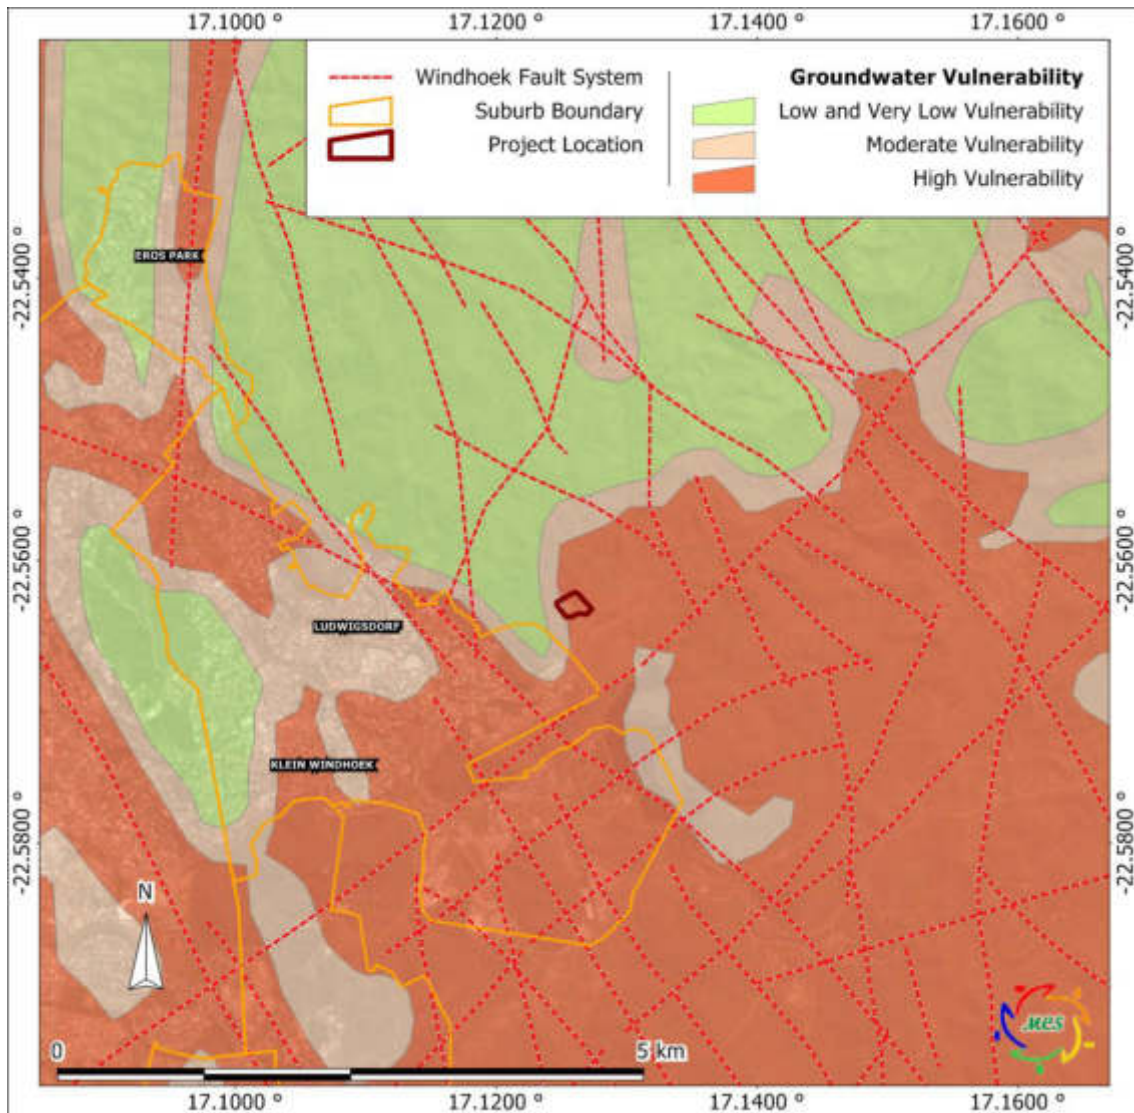 17.1000 ° 17.1200 ° 17.1400 ° 17.1600 °
Windhoek Fault System
Suburb Boundary
Project Location
Groundwater Vulnerability
Low and Very Low Vulnerability
Moderate Vulnerability
High Vulnerability
-22.5400 ° -22.5400 °
EROS PARK
-22.5600 ° -22.5600 °
LUDWIGSDORF
KLEIN WINDHOEK
-22.5800 ° -22.5800 °
N
0 5 km
MES
17.1000 ° 17.1200 ° 17.1400 ° 17.1600 °